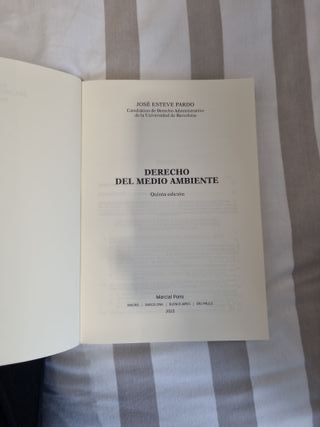 JOSÉ ESTEVE PARDO
Catedrático de Derecho Administrativo
de la Universidad de Barcelona
DERECHO
DEL MEDIO AMBIENTE
Quinta edición
Marcial Pons
MADRID | BARCELONA | BUENOS AIRES | SÃO PAULO
2022